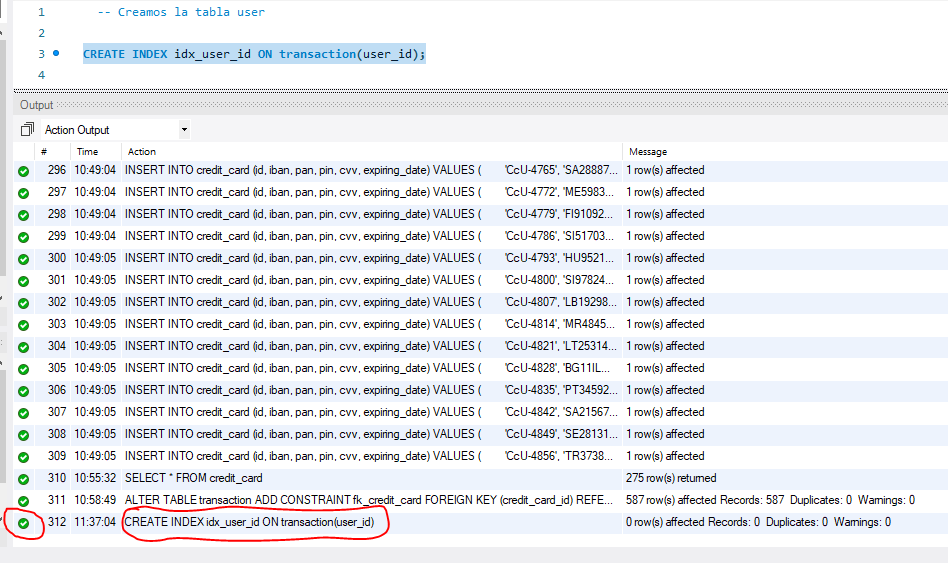 1 -- Creamos la tabla user
2
3 CREATE INDEX idx_user_id ON transaction(user_id);
4
Output
Action Output
# Time Action Message
296 10:49:04 INSERT INTO credit_card (id, iban, pan, pin, cvv, expiring_date) VALUES ( 'CcU-4765', 'SA28887... 1 row(s) affected
297 10:49:04 INSERT INTO credit_card (id, iban, pan, pin, cvv, expiring_date) VALUES ( 'CcU-4772', 'ME5983... 1 row(s) affected
298 10:49:04 INSERT INTO credit_card (id, iban, pan, pin, cvv, expiring_date) VALUES ( 'CcU-4779', 'FI91092... 1 row(s) affected
299 10:49:04 INSERT INTO credit_card (id, iban, pan, pin, cvv, expiring_date) VALUES ( 'CcU-4786', 'SI51703... 1 row(s) affected
300 10:49:05 INSERT INTO credit_card (id, iban, pan, pin, cvv, expiring_date) VALUES ( 'CcU-4793', 'HU9521... 1 row(s) affected
301 10:49:05 INSERT INTO credit_card (id, iban, pan, pin, cvv, expiring_date) VALUES ( 'CcU-4800', 'SI97824... 1 row(s) affected
302 10:49:05 INSERT INTO credit_card (id, iban, pan, pin, cvv, expiring_date) VALUES ( 'CcU-4807', 'LB19298... 1 row(s) affected
303 10:49:05 INSERT INTO credit_card (id, iban, pan, pin, cvv, expiring_date) VALUES ( 'CcU-4814', 'MR4845... 1 row(s) affected
304 10:49:05 INSERT INTO credit_card (id, iban, pan, pin, cvv, expiring_date) VALUES ( 'CcU-4821', 'LT25314... 1 row(s) affected
305 10:49:05 INSERT INTO credit_card (id, iban, pan, pin, cvv, expiring_date) VALUES ( 'CcU-4828', 'BG11IL... 1 row(s) affected
306 10:49:05 INSERT INTO credit_card (id, iban, pan, pin, cvv, expiring_date) VALUES ( 'CcU-4835', 'PT34592... 1 row(s) affected
307 10:49:05 INSERT INTO credit_card (id, iban, pan, pin, cvv, expiring_date) VALUES ( 'CcU-4842', 'SA21567... 1 row(s) affected
308 10:49:05 INSERT INTO credit_card (id, iban, pan, pin, cvv, expiring_date) VALUES ( 'CcU-4849', 'SE28131... 1 row(s) affected
309 10:49:05 INSERT INTO credit_card (id, iban, pan, pin, cvv, expiring_date) VALUES ( 'CcU-4856', 'TR3738... 1 row(s) affected
310 10:55:32 SELECT * FROM credit_card 275 row(s) returned
311 10:58:49 ALTER TABLE transaction ADD CONSTRAINT fk_credit_card FOREIGN KEY (credit_card_id) REFE... 587 row(s) affected Records: 587 Duplicates: 0 Warnings: 0
312 11:37:04 CREATE INDEX idx_user_id ON transaction(user_id) 0 row(s) affected Records: 0 Duplicates: 0 Warnings: 0